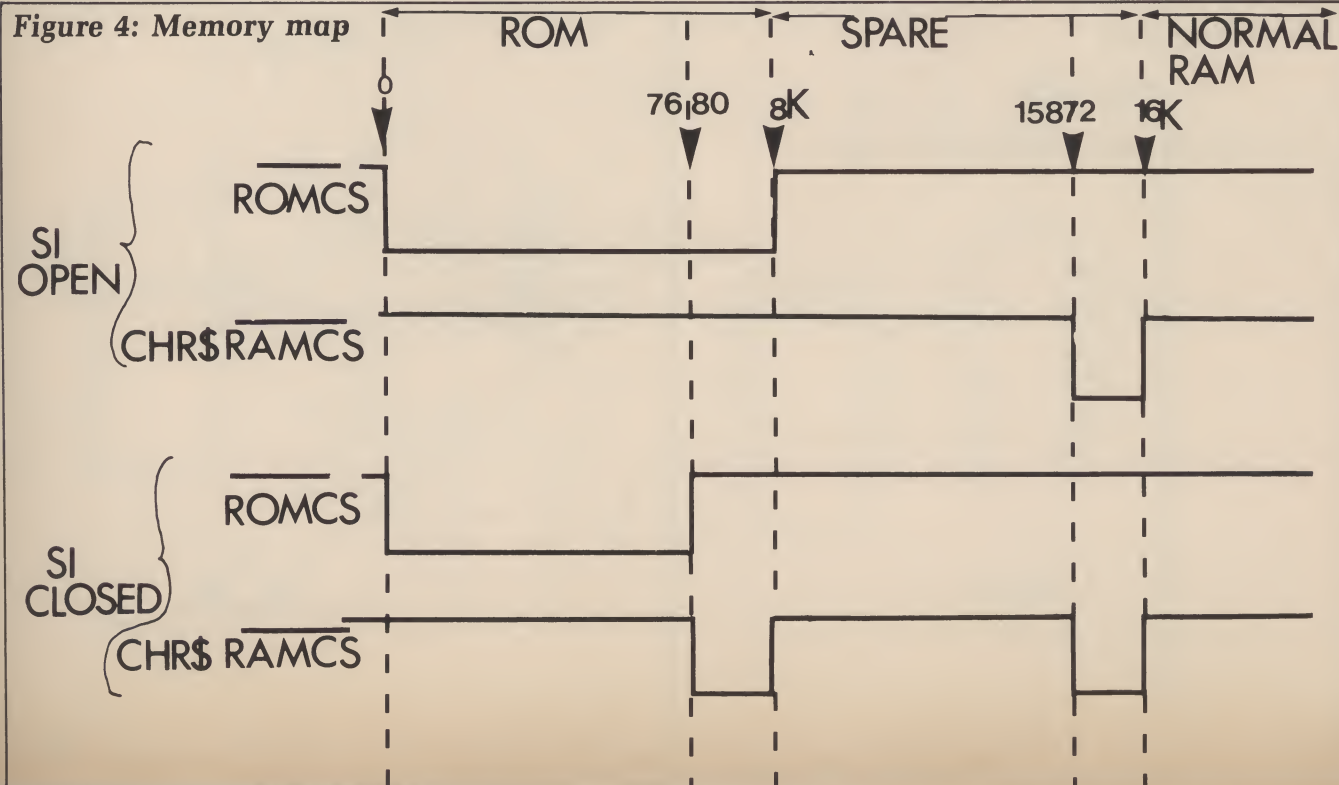 Figure 4: Memory map
ROM
SPARE
NORMAL
RAM
0
7680
8K
15872
16K
ROMCS
SI
OPEN
CHR$ RAMCS
ROMCS
SI
CLOSED
CHR$ RAMCS